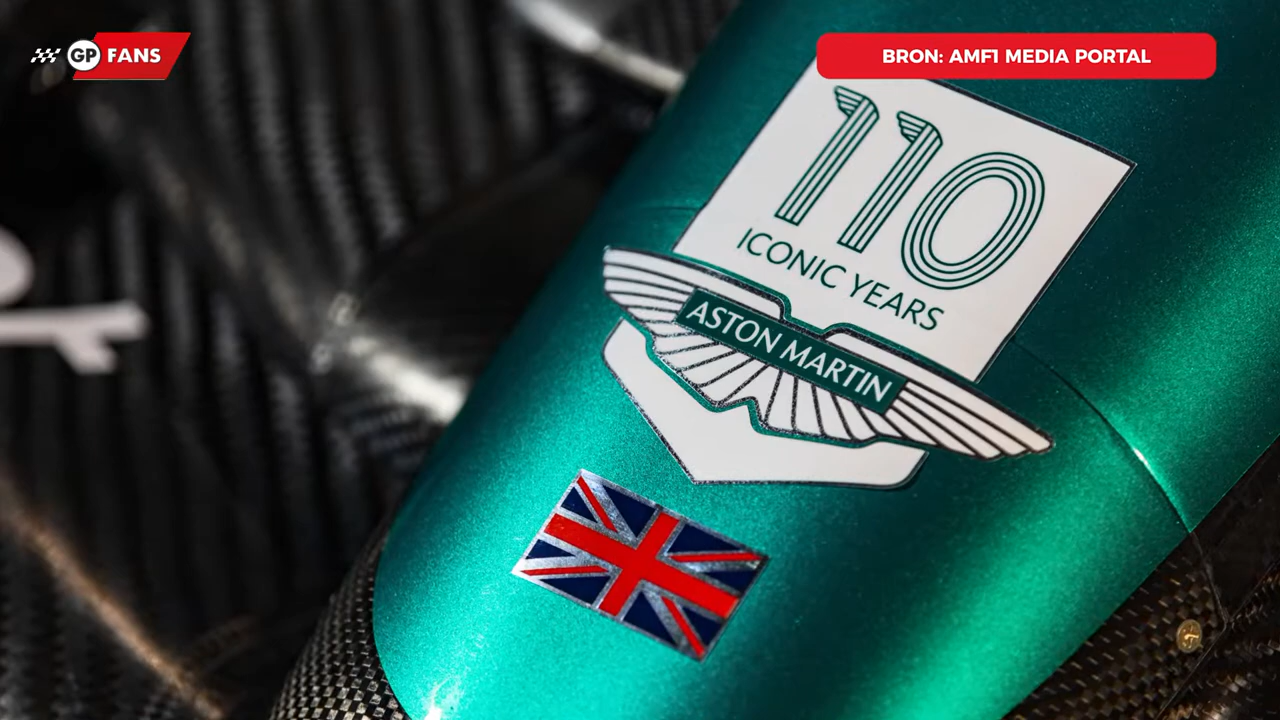 GP FANS
BRON: AMF1 MEDIA PORTAL
110
ICONIC YEARS
ASTON MARTIN